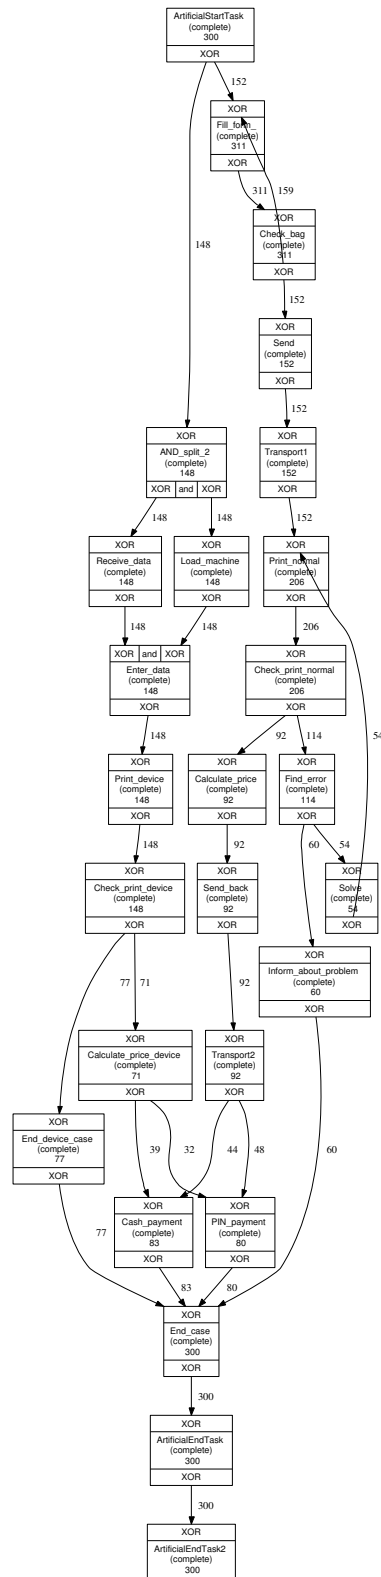 ArtificialStartTask
(complete)
300
XOR
152
XOR
Fill_form_
(complete)
311
XOR
311
159
148
XOR
Check_bag
(complete)
311
XOR
152
XOR
Send
(complete)
152
XOR
152
XOR
AND_split_2
(complete)
148
XOR and XOR
XOR
Transport1
(complete)
152
XOR
148
148
152
XOR
Receive_data
(complete)
148
XOR
XOR
Load_machine
(complete)
148
XOR
XOR
Print_normal
(complete)
206
XOR
148
148
206
XOR and XOR
Enter_data
(complete)
148
XOR
XOR
Check_print_normal
(complete)
206
XOR
148
92
114
54
XOR
Print_device
(complete)
148
XOR
XOR
Calculate_price
(complete)
92
XOR
XOR
Find_error
(complete)
114
XOR
148
92
60
54
XOR
Check_print_device
(complete)
148
XOR
XOR
Send_back
(complete)
92
XOR
XOR
Solve
(complete)
54
XOR
XOR
Inform_about_problem
(complete)
60
XOR
77
71
92
XOR
Calculate_price_device
(complete)
71
XOR
XOR
Transport2
(complete)
92
XOR
XOR
End_device_case
(complete)
77
XOR
39
32
44
48
60
XOR
Cash_payment
(complete)
83
XOR
XOR
PIN_payment
(complete)
80
XOR
77
83
80
XOR
End_case
(complete)
300
XOR
300
XOR
ArtificialEndTask
(complete)
300
XOR
300
XOR
ArtificialEndTask2
(complete)
300